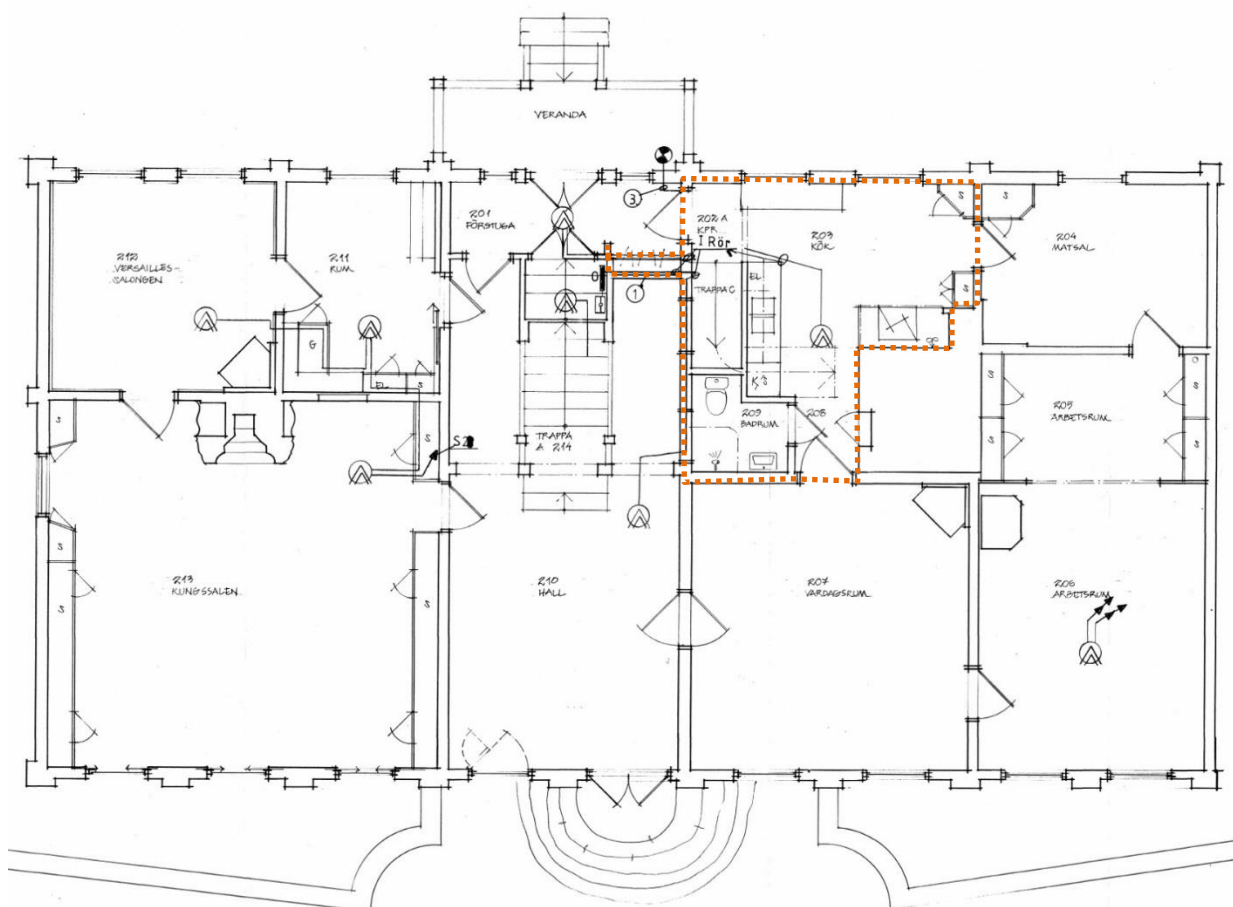 VERANDA
201
FÖRSTUGA
3.
202 A
KPR
I Rör
203
KÖK
S
S
204
MATSAL
212
VERSAILLES-
SALONGEN
211
RUM
1
TRAPPA C
EL
S
G
EL
S
K/S
205
ARBETSRUM
S
S
S
S
209
BADRUM
208
S
S
S2
TRAPPA
A 214
213
KUNGSSALEN
S
S
S
210
HALL
207
VARDAGSRUM
206
ARBETSRUM